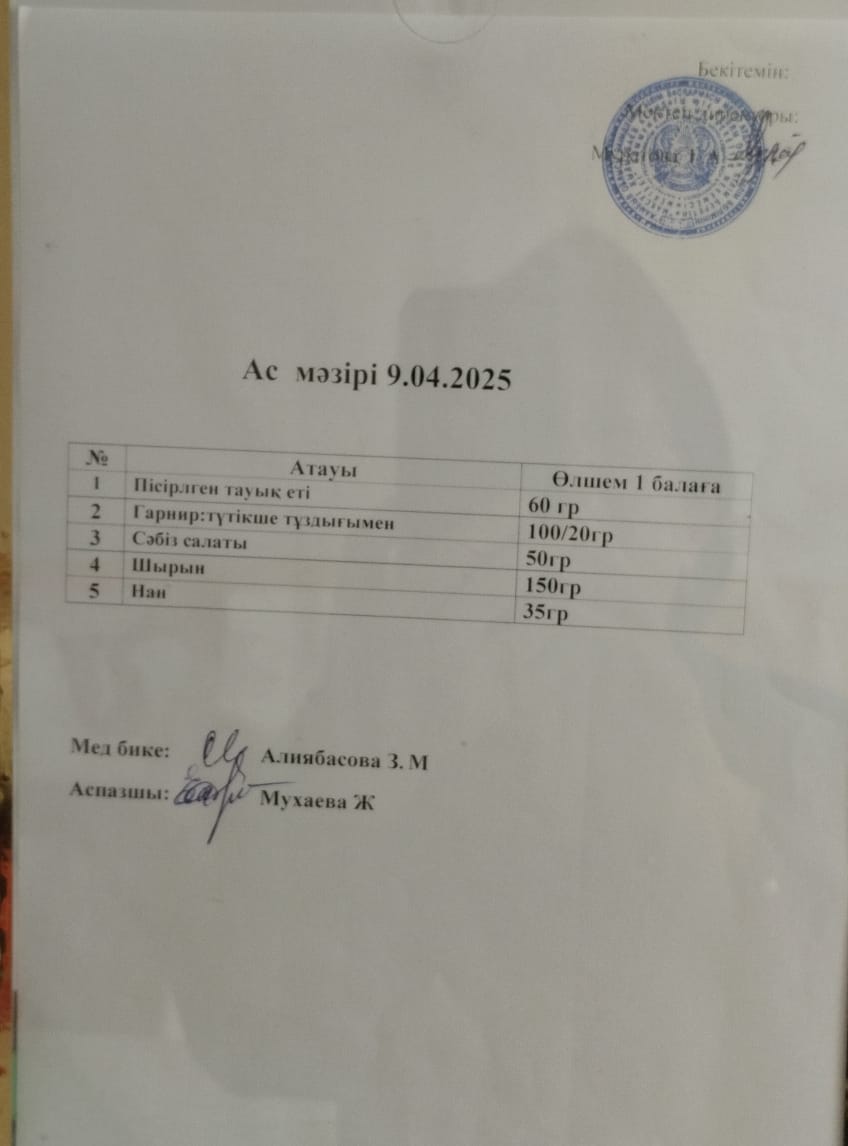 Бекітемін:
Мектеп директоры:
Ас мәзірі 9.04.2025
№ Атауы Өлшем 1 балаға
1 Пісірлген тауық еті 60 гр
2 Гарнир:түтікше тұздығымен 100/20гр
3 Сәбіз салаты 50гр
4 Шырын 150гр
5 Нан 35гр
Мед бике: Алиябасова З. М
Аспазшы: Мухаева Ж